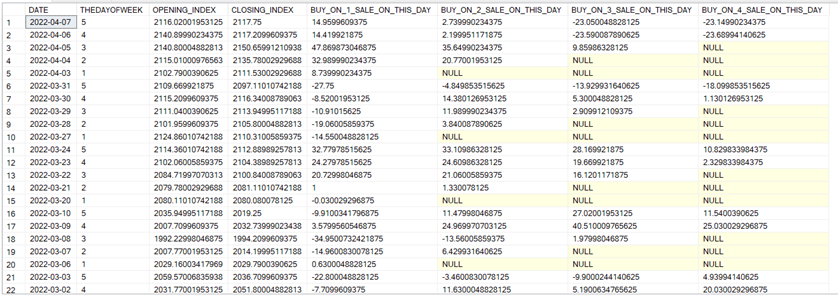 DATE THEDAYOFWEEK OPENING_INDEX CLOSING_INDEX BUY_ON_1_SALE_ON_THIS_DAY BUY_ON_2_SALE_ON_THIS_DAY BUY_ON_3_SALE_ON_THIS_DAY BUY_ON_4_SALE_ON_THIS_DAY
1 2022-04-07 5 2116.02001953125 2117.75 14.9599609375 2.739990234375 -23.050048828125 -23.14990234375
2 2022-04-06 4 2140.89990234375 2117.2099609375 14.419921875 2.199951171875 -23.590087890625 -23.68994140625
3 2022-04-05 3 2140.80004882813 2150.65991210938 47.869873046875 35.64990234375 9.85986328125 NULL
4 2022-04-04 2 2115.01000976563 2135.78002929688 32.989990234375 20.77001953125 NULL NULL
5 2022-04-03 1 2102.7900390625 2111.53002929688 8.739990234375 NULL NULL NULL
6 2022-03-31 5 2109.669921875 2097.11010742188 -27.75 -4.849853515625 -13.929931640625 -18.099853515625
7 2022-03-30 4 2115.2099609375 2116.34008789063 -8.52001953125 14.380126953125 5.300048828125 1.130126953125
8 2022-03-29 3 2111.0400390625 2113.94995117188 -10.91015625 11.989990234375 2.909912109375 NULL
9 2022-03-28 2 2101.9599609375 2105.80004882813 -19.06005859375 3.840087890625 NULL NULL
10 2022-03-27 1 2124.86010742188 2110.31005859375 -14.550048828125 NULL NULL NULL
11 2022-03-24 5 2114.36010742188 2112.88989257813 32.77978515625 33.10986328125 28.169921875 10.829833984375
12 2022-03-23 4 2102.06005859375 2104.38989257813 24.27978515625 24.60986328125 19.669921875 2.329833984375
13 2022-03-22 3 2084.71997070313 2100.84008789063 20.72998046875 21.06005859375 16.1201171875 NULL
14 2022-03-21 2 2079.78002929688 2081.11010742188 1 1.330078125 NULL NULL
15 2022-03-20 1 2080.11010742188 2080.080078125 -0.030029296875 NULL NULL NULL
16 2022-03-10 5 2035.94995117188 2019.25 -9.9100341796875 11.47998046875 27.02001953125 11.5400390625
17 2022-03-09 4 2007.7099609375 2032.73999023438 3.5799560546875 24.969970703125 40.510009765625 25.030029296875
18 2022-03-08 3 1992.22998046875 1994.2099609375 -34.9500732421875 -13.56005859375 1.97998046875 NULL
19 2022-03-07 2 2007.77001953125 2014.19995117188 -14.9600830078125 6.429931640625 NULL NULL
20 2022-03-06 1 2029.16003417969 2029.7900390625 0.6300048828125 NULL NULL NULL
21 2022-03-03 5 2059.57006835938 2036.7099609375 -22.800048828125 -3.4600830078125 -9.9000244140625 4.93994140625
22 2022-03-02 4 2031.77001953125 2051.80004882813 -7.7099609375 11.6300048828125 5.1900634765625 20.030029296875